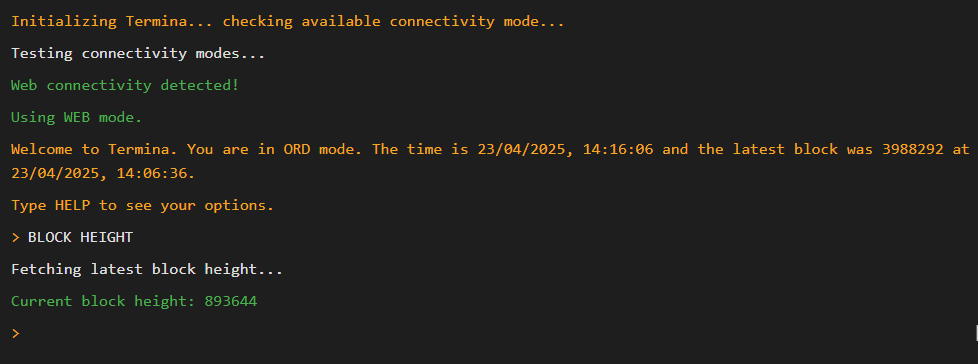 Initializing Termina... checking available connectivity mode...
Testing connectivity modes...
Web connectivity detected!
Using WEB mode.
Welcome to Termina. You are in ORD mode. The time is 23/04/2025, 14:16:06 and the latest block was 3988292 at
23/04/2025, 14:06:36.
Type HELP to see your options.
> BLOCK HEIGHT
Fetching latest block height...
Current block height: 893644
>